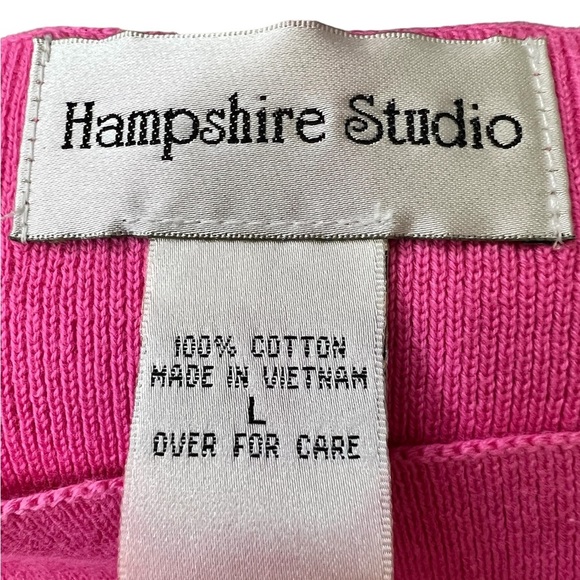 Hampshire Studio
100% COTTON
MADE IN VIETNAM
L
OVER FOR CARE